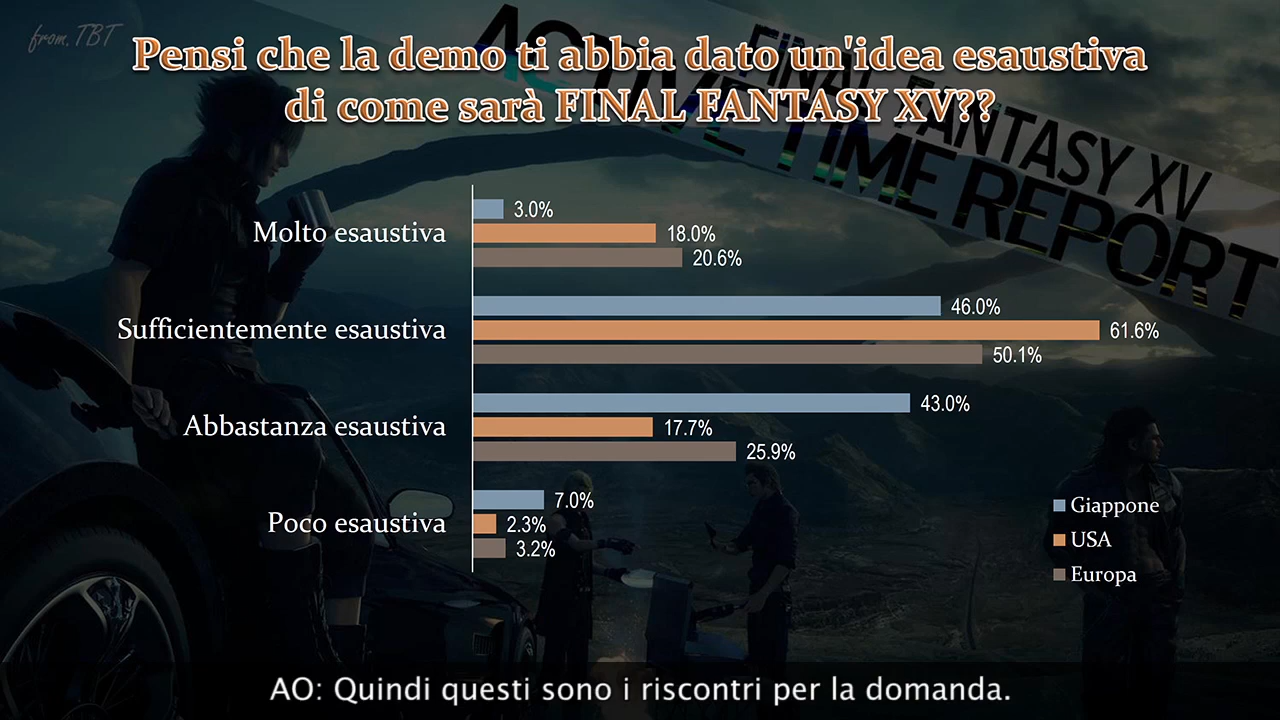 from. TBT
Pensi che la demo ti abbia dato un'idea esaustiva
di come sarà FINAL FANTASY XV??
FINAL FANTASY XV
ACTIVE TIME REPORT
Molto esaustiva
3.0%
18.0%
20.6%
Sufficientemente esaustiva
46.0%
61.6%
50.1%
Abbastanza esaustiva
43.0%
17.7%
25.9%
Poco esaustiva
7.0%
2.3%
3.2%
Giappone
USA
Europa
AO: Quindi questi sono i riscontri per la domanda.